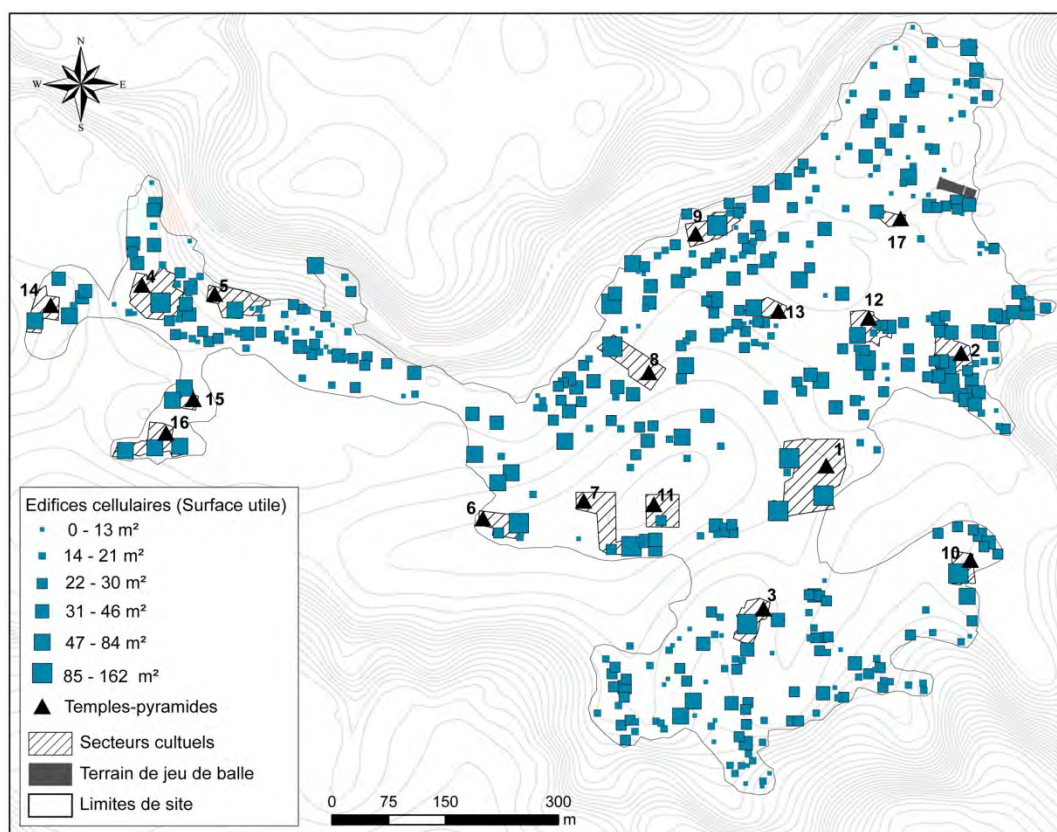 N
W E
S
9
17
4
5
14
13
12
2
8
15
16
1
7
11
6
10
3
Edifices cellulaires (Surface utile)
0 - 13 m²
14 - 21 m²
22 - 30 m²
31 - 46 m²
47 - 84 m²
85 - 162 m²
Temples-pyramides
Secteurs cultuels
Terrain de jeu de balle
Limites de site
0 75 150 300
m